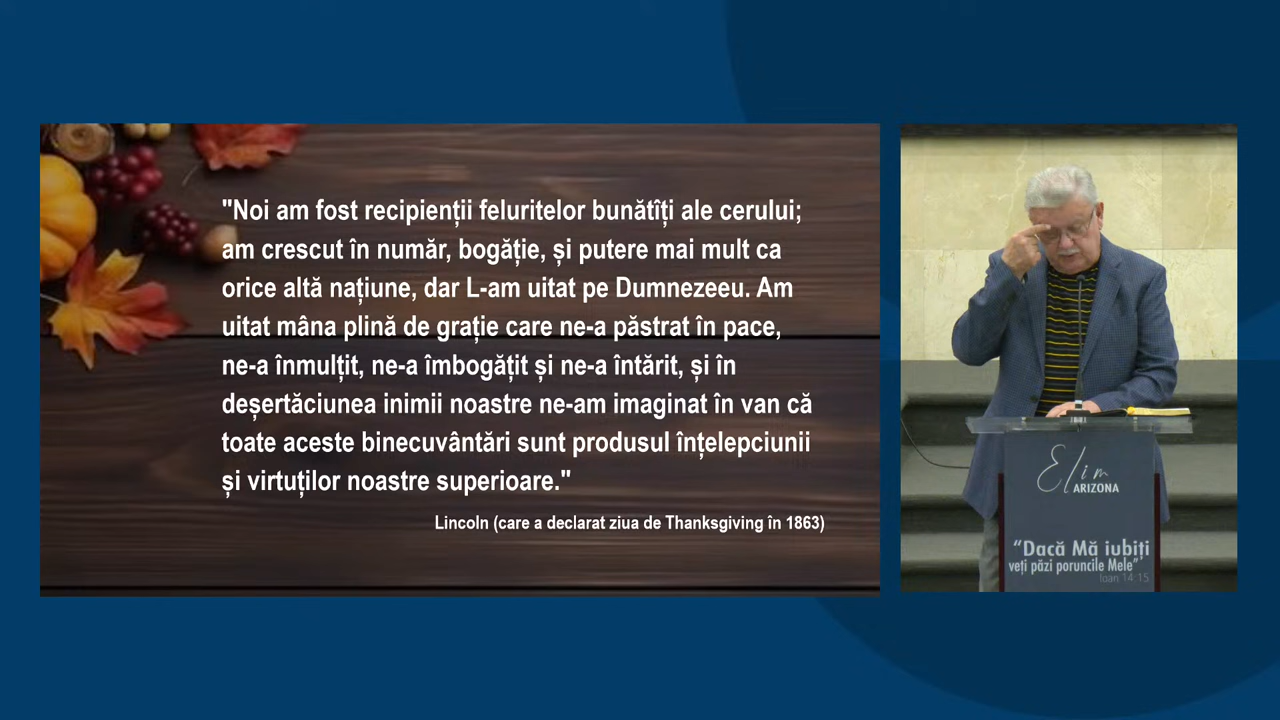 "Noi am fost recipienții feluritelor bunătîți ale cerului;
am crescut în număr, bogăție, și putere mai mult ca
orice altă națiune, dar L-am uitat pe Dumnezeeu. Am
uitat mâna plină de grație care ne-a păstrat în pace,
ne-a înmulțit, ne-a îmbogățit și ne-a întărit, și în
deșertăciunea inimii noastre ne-am imaginat în van că
toate aceste binecuvântări sunt produsul înțelepciunii
și virtuților noastre superioare."
Lincoln (care a declarat ziua de Thanksgiving în 1863)
Elim
ARIZONA
“Dacă Mă iubiți
veți păzi poruncile Mele”
Ioan 14:15